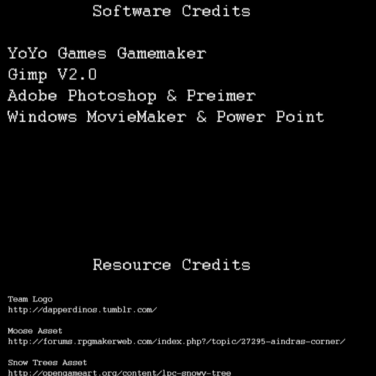 Software Credits
YoYo Games Gamemaker
Gimp V2.0
Adobe Photoshop & Preimer
Windows MovieMaker & Power Point
Resource Credits
Team Logo
http://dapperdinos.tumblr.com/
Moose Asset
http://forums.rpgmakerweb.com/index.php?/topic/27295-aindras-corner/
Snow Trees Asset
http://opengameart.org/content/lpc-snowy-tree